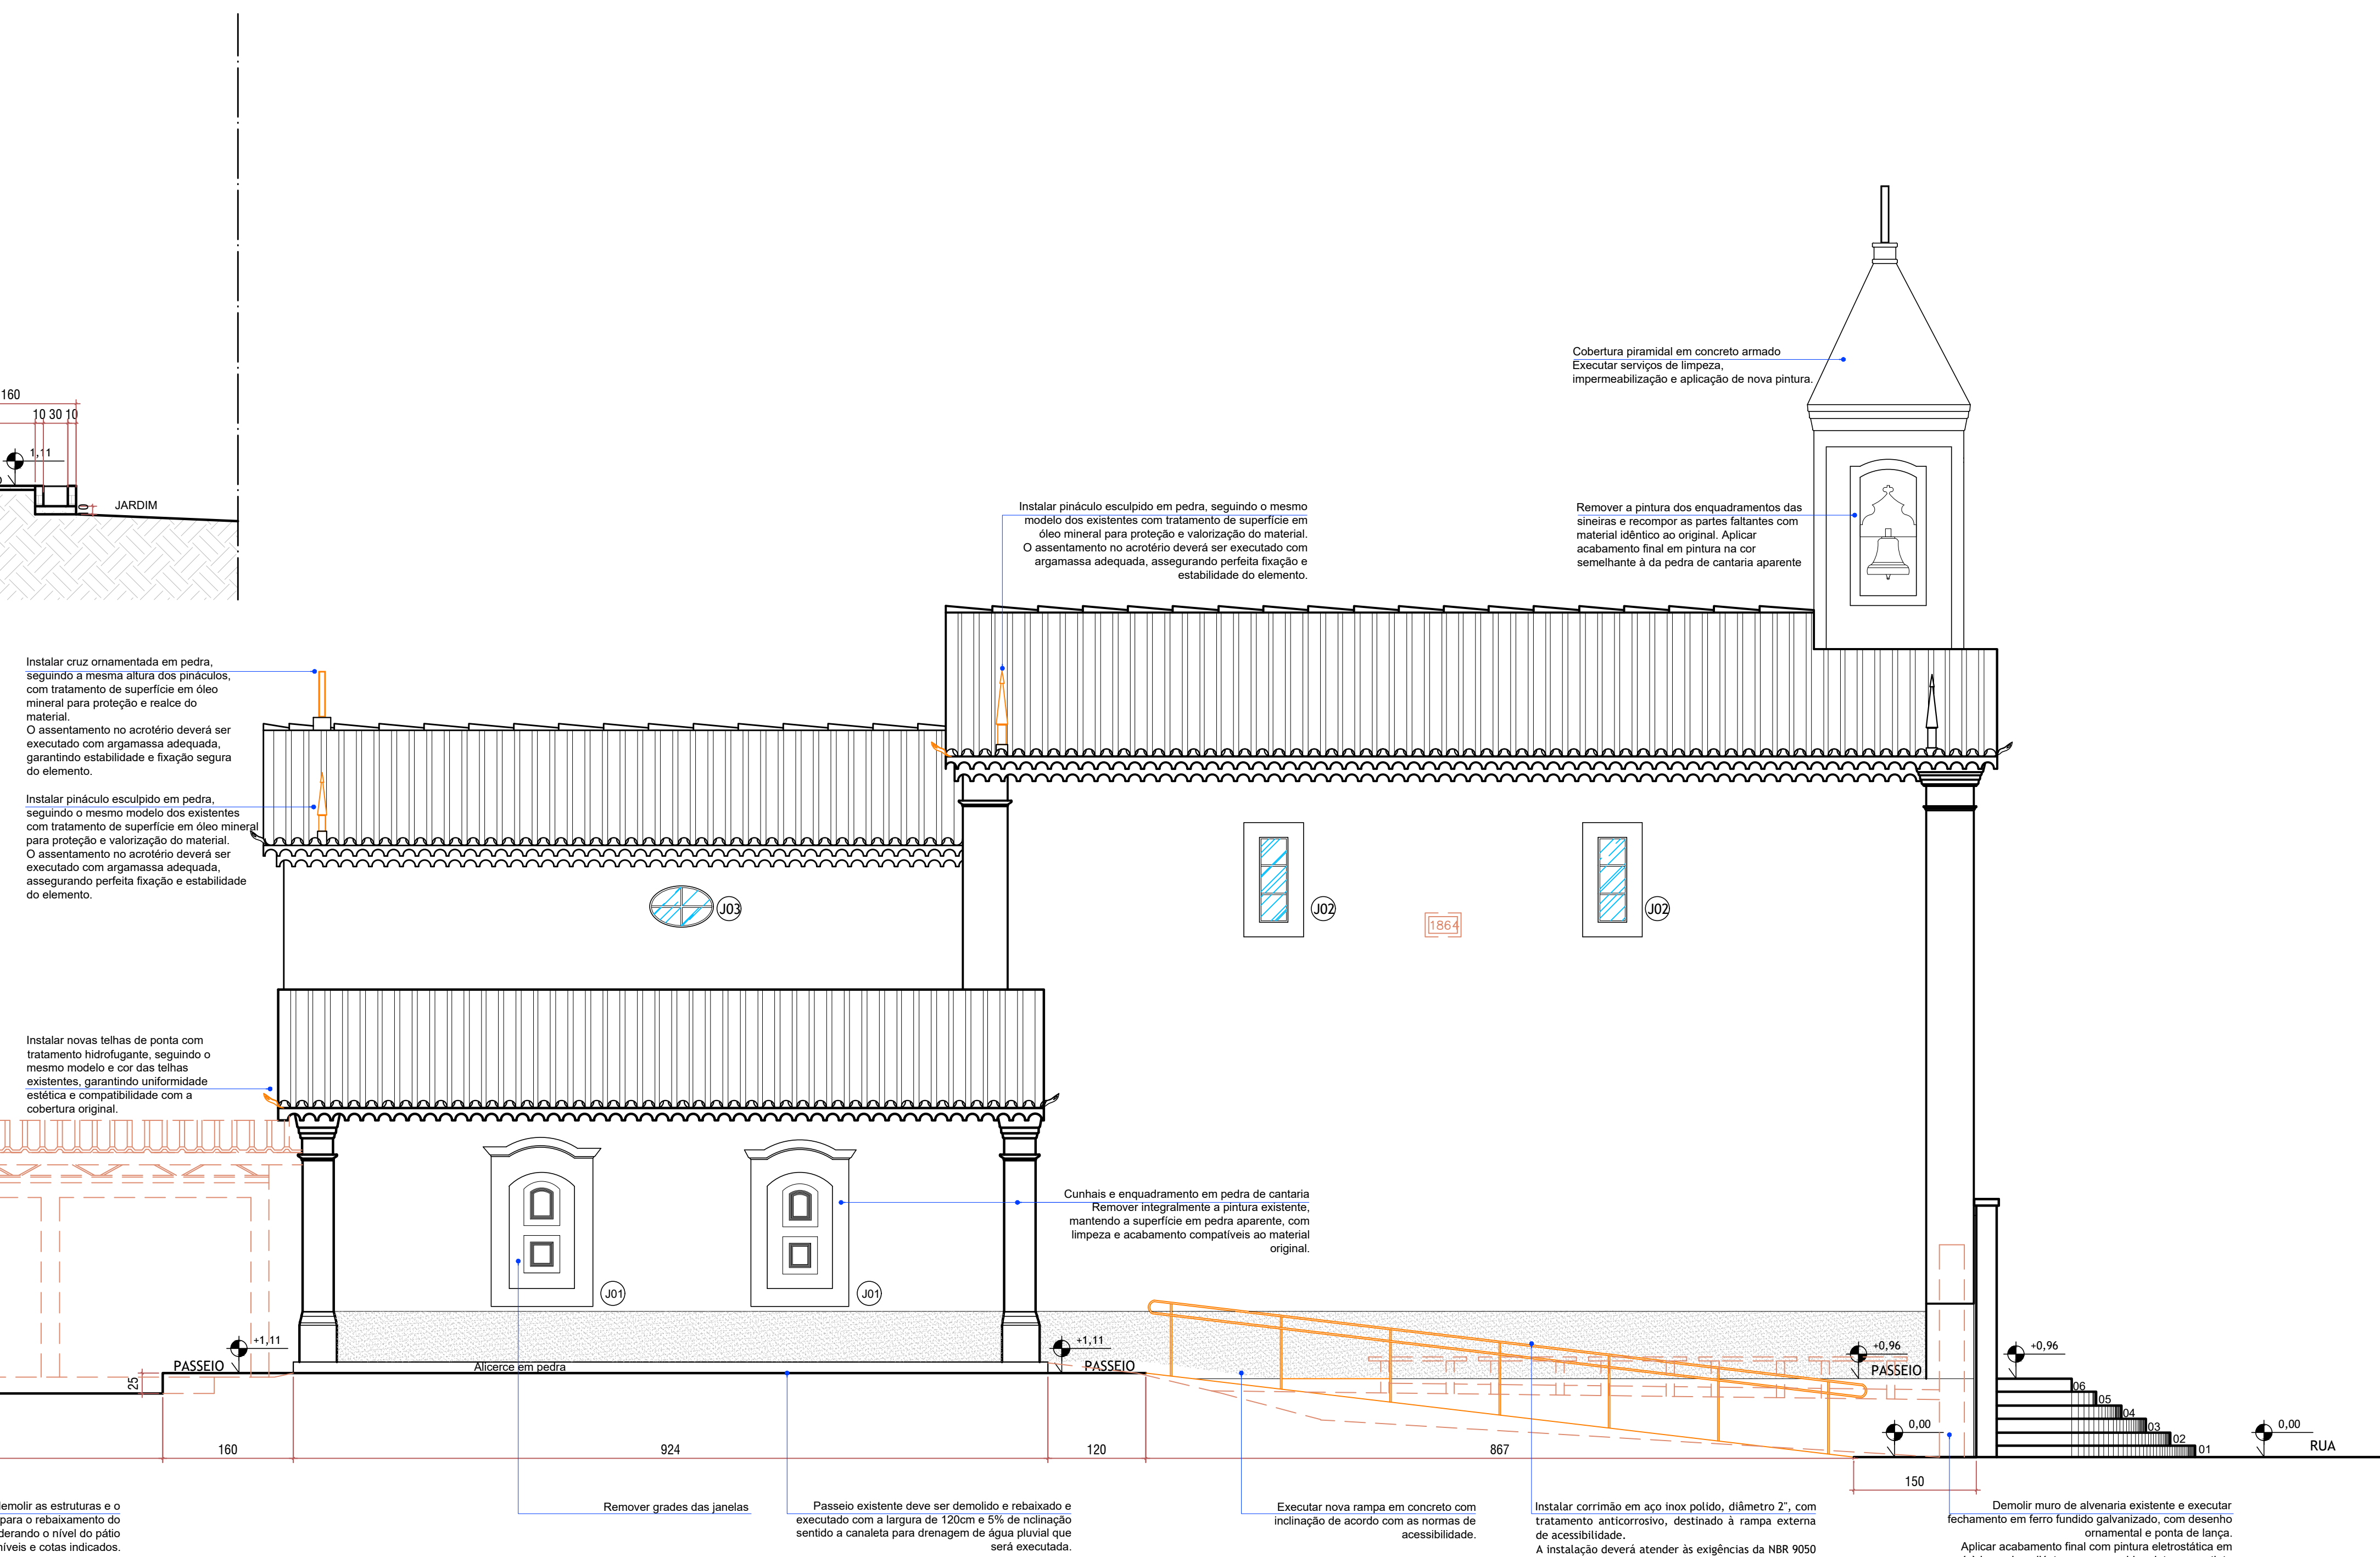 160
10 30 10
1,11
10
JARDIM
Cobertura piramidal em concreto armado
Executar serviços de limpeza,
impermeabilização e aplicação de nova pintura.
Instalar pináculo esculpido em pedra, seguindo o mesmo
modelo dos existentes com tratamento de superfície em
óleo mineral para proteção e valorização do material.
O assentamento no acrotério deverá ser executado com
argamassa adequada, assegurando perfeita fixação e
estabilidade do elemento.
Remover a pintura dos enquadramentos das
sineiras e recompor as partes faltantes com
material idêntico ao original. Aplicar
acabamento final em pintura na cor
semelhante à da pedra de cantaria aparente
Instalar cruz ornamentada em pedra,
seguindo a mesma altura dos pináculos,
com tratamento de superfície em óleo
mineral para proteção e realce do
material.
O assentamento no acrotério deverá ser
executado com argamassa adequada,
garantindo estabilidade e fixação segura
do elemento.
Instalar pináculo esculpido em pedra,
seguindo o mesmo modelo dos existentes
com tratamento de superfície em óleo mineral
para proteção e valorização do material.
O assentamento no acrotério deverá ser
executado com argamassa adequada,
assegurando perfeita fixação e estabilidade
do elemento.
J03
J02
1864
J02
Instalar novas telhas de ponta com
tratamento hidrofugante, seguindo o
mesmo modelo e cor das telhas
existentes, garantindo uniformidade
estética e compatibilidade com a
cobertura original.
Cunhais e enquadramento em pedra de cantaria
Remover integralmente a pintura existente,
mantendo a superfície em pedra aparente, com
limpeza e acabamento compatíveis ao material
original.
J01
J01
+1,11
PASSEIO
25
Alicerce em pedra
+1,11
PASSEIO
+0,96
PASSEIO
+0,96
06
05
04
03
02
01
0,00
0,00
RUA
160
924
120
867
150
demolir as estruturas e o
para o rebaixamento do
derando o nível do pátio
níveis e cotas indicados.
Remover grades das janelas
Passeio existente deve ser demolido e rebaixado e
executado com a largura de 120cm e 5% de nclinação
sentido a canaleta para drenagem de água pluvial que
será executada.
Executar nova rampa em concreto com
inclinação de acordo com as normas de
acessibilidade.
Instalar corrimão em aço inox polido, diâmetro 2", com
tratamento anticorrosivo, destinado à rampa externa
de acessibilidade.
A instalação deverá atender às exigências da NBR 9050
Demolir muro de alvenaria existente e executar
fechamento em ferro fundido galvanizado, com desenho
ornamental e ponta de lança.
Aplicar acabamento final com pintura eletrostática em